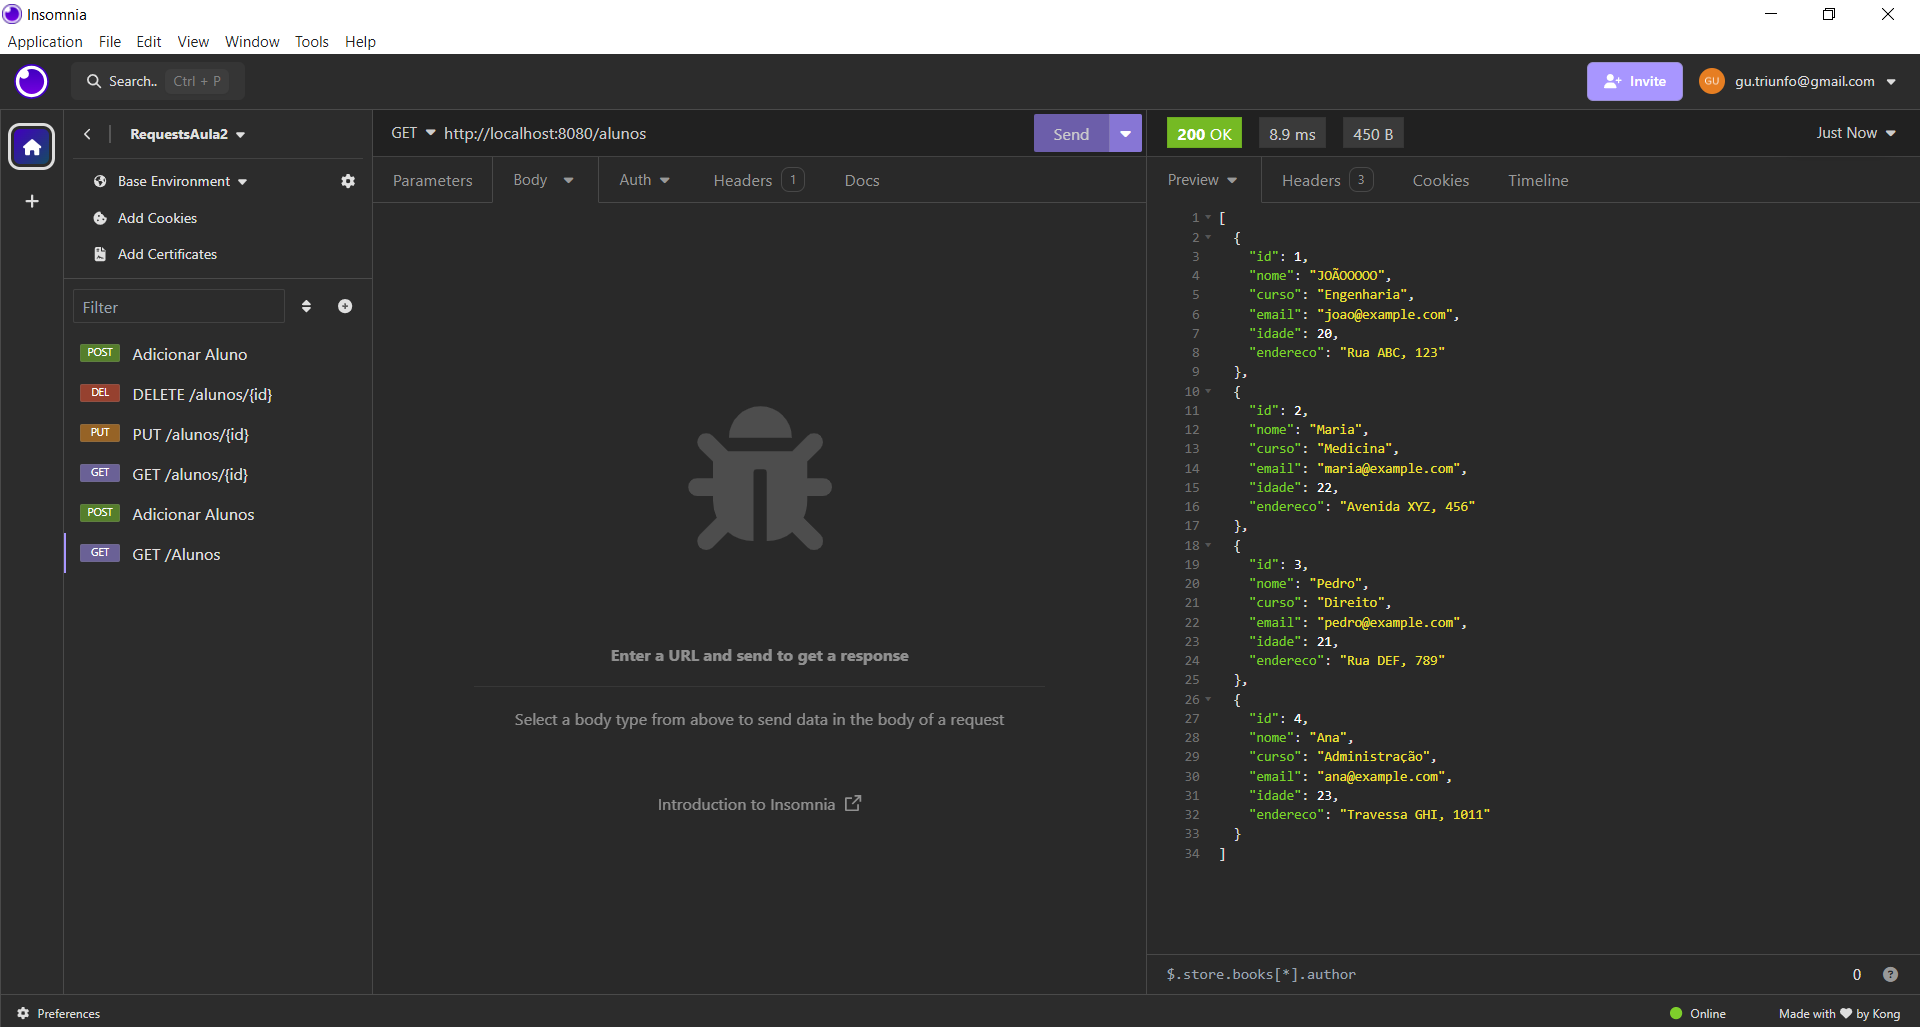 Insomnia
Application File Edit View Window Tools Help
Search.. Ctrl + P
Invite
GU gu.triunfo@gmail.com
RequestsAula2
Base Environment
Add Cookies
Add Certificates
Filter
POST Adicionar Aluno
DEL DELETE /alunos/{id}
PUT PUT /alunos/{id}
GET GET /alunos/{id}
POST Adicionar Alunos
GET GET /Alunos
GET http://localhost:8080/alunos Send
Parameters Body Auth Headers 1 Docs
Enter a URL and send to get a response
Select a body type from above to send data in the body of a request
Introduction to Insomnia
200 OK 8.9 ms 450 B Just Now
Preview Headers 3 Cookies Timeline
1 [
2 {
3 "id": 1,
4 "nome": "JOÃOOOOO",
5 "curso": "Engenharia",
6 "email": "joao@example.com",
7 "idade": 20,
8 "endereco": "Rua ABC, 123"
9 },
10 {
11 "id": 2,
12 "nome": "Maria",
13 "curso": "Medicina",
14 "email": "maria@example.com",
15 "idade": 22,
16 "endereco": "Avenida XYZ, 456"
17 },
18 {
19 "id": 3,
20 "nome": "Pedro",
21 "curso": "Direito",
22 "email": "pedro@example.com",
23 "idade": 21,
24 "endereco": "Rua DEF, 789"
25 },
26 {
27 "id": 4,
28 "nome": "Ana",
29 "curso": "Administração",
30 "email": "ana@example.com",
31 "idade": 23,
32 "endereco": "Travessa GHI, 1011"
33 }
34 ]
$.store.books[*].author 0 ?
Preferences
Online Made with ♥ by Kong